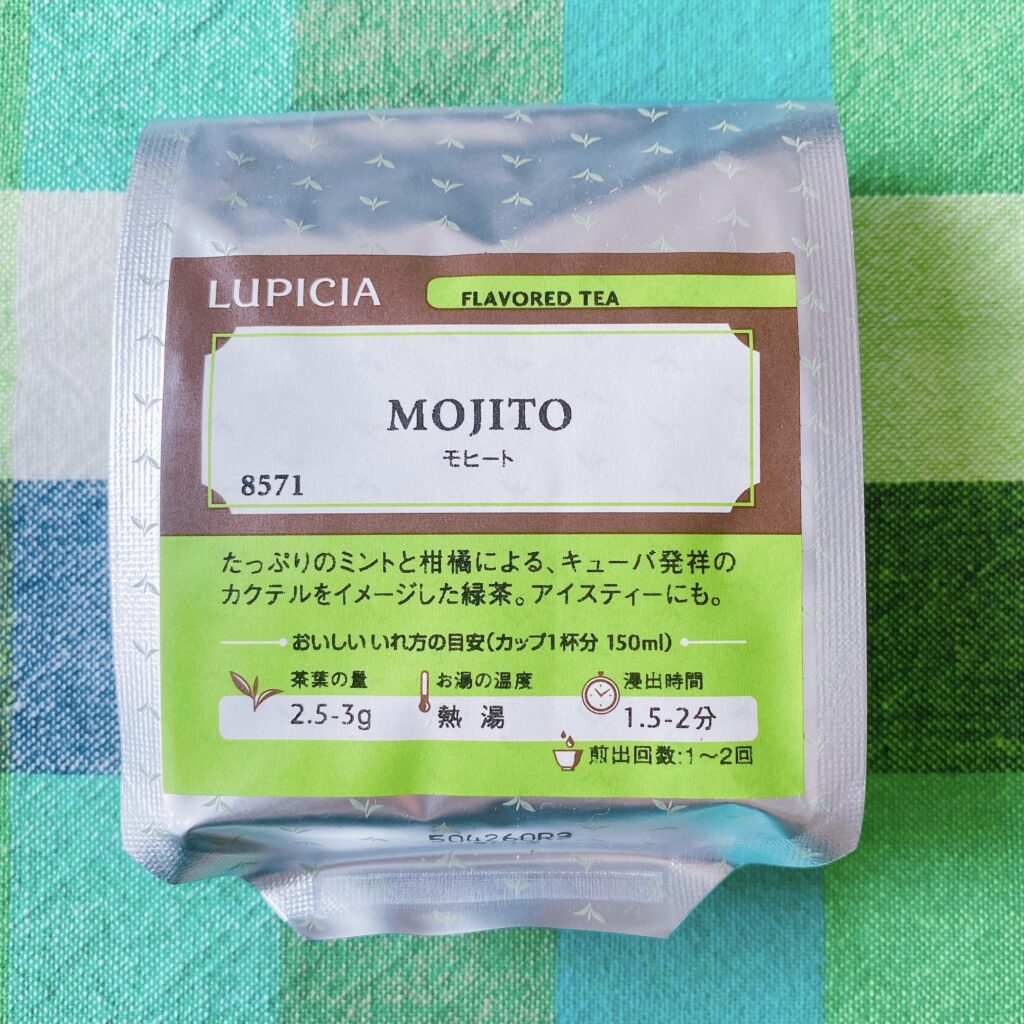 LUPICIA
FLAVORED TEA
MOJITO
モヒート
8571
たっぷりのミントと柑橘による、キューバ発祥の
カクテルをイメージした緑茶。アイスティーにも。
おいしいいれ方の目安(カップ1杯分 150ml)
茶葉の量
2.5-3g
お湯の温度
熱湯
浸出時間
1.5-2分
煎出回数:1〜2回